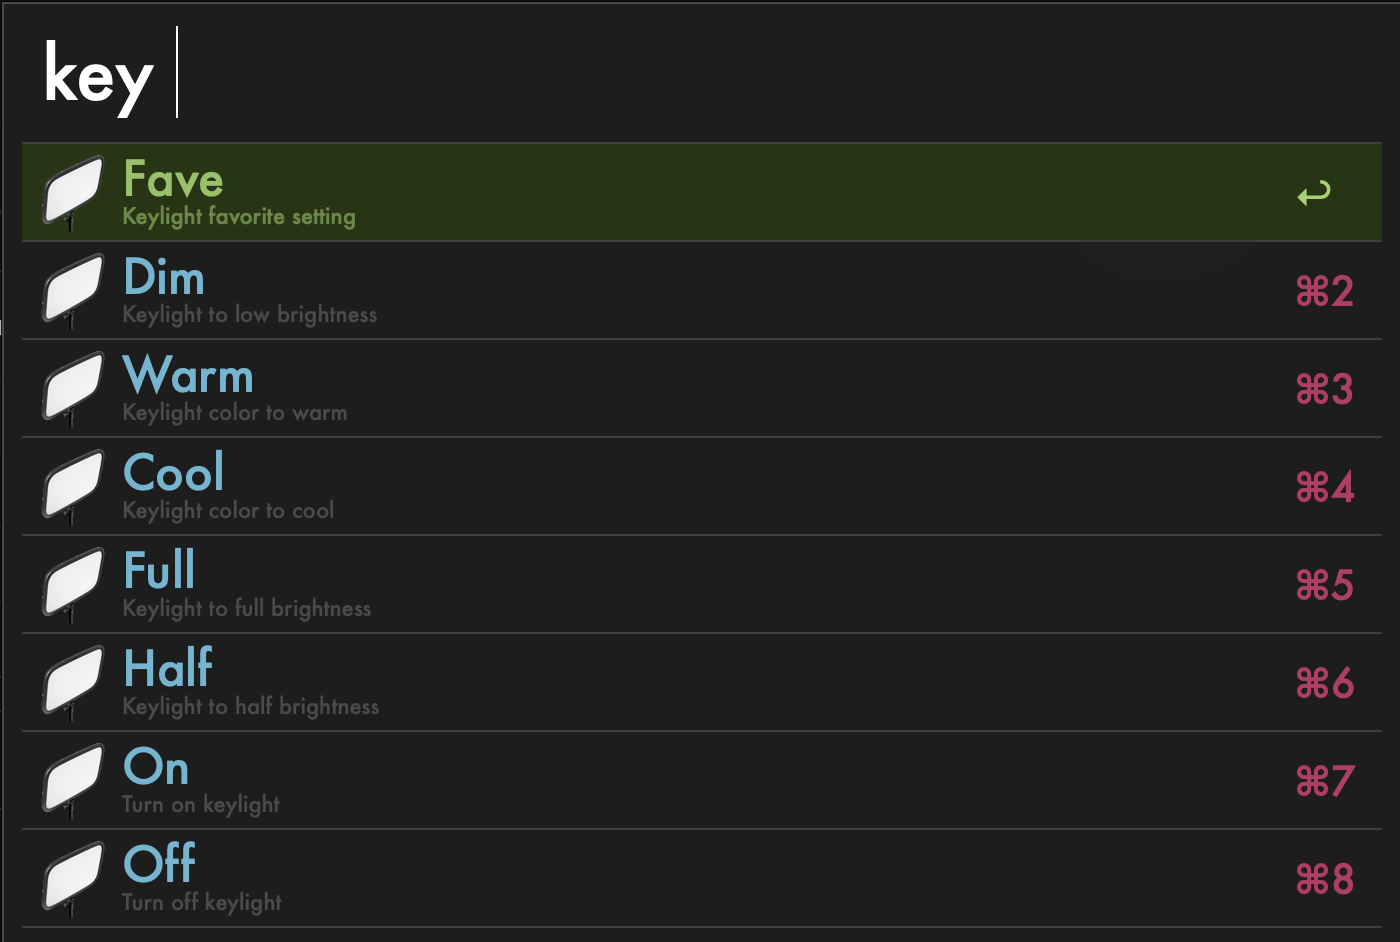 key
Fave
Keylight favorite setting
↩
Dim
Keylight to low brightness
⌘2
Warm
Keylight color to warm
⌘3
Cool
Keylight color to cool
⌘4
Full
Keylight to full brightness
⌘5
Half
Keylight to half brightness
⌘6
On
Turn on keylight
⌘7
Off
Turn off keylight
⌘8